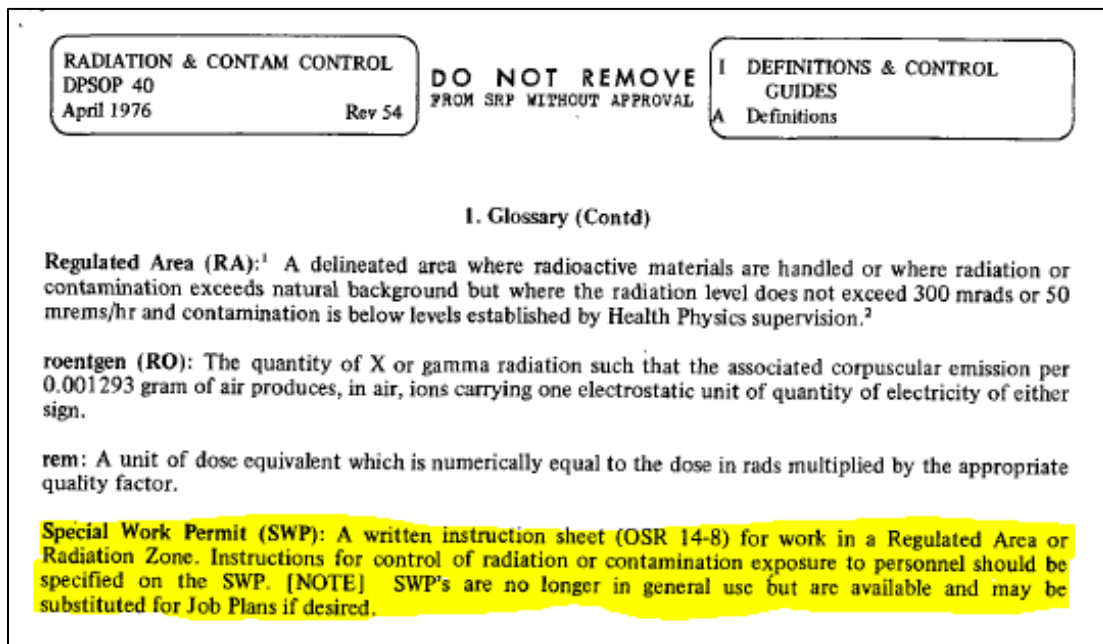 RADIATION & CONTAM CONTROL
DPSOP 40
April 1976 Rev 54
DO NOT REMOVE
FROM SRP WITHOUT APPROVAL
I DEFINITIONS & CONTROL
GUIDES
A Definitions
1. Glossary (Contd)
Regulated Area (RA):¹ A delineated area where radioactive materials are handled or where radiation or
contamination exceeds natural background but where the radiation level does not exceed 300 mrads or 50
mrems/hr and contamination is below levels established by Health Physics supervision.²
roentgen (RO): The quantity of X or gamma radiation such that the associated corpuscular emission per
0.001293 gram of air produces, in air, ions carrying one electrostatic unit of quantity of electricity of either
sign.
rem: A unit of dose equivalent which is numerically equal to the dose in rads multiplied by the appropriate
quality factor.
Special Work Permit (SWP): A written instruction sheet (OSR 14-8) for work in a Regulated Area or
Radiation Zone. Instructions for control of radiation or contamination exposure to personnel should be
specified on the SWP. [NOTE] SWP's are no longer in general use but are available and may be
substituted for Job Plans if desired.